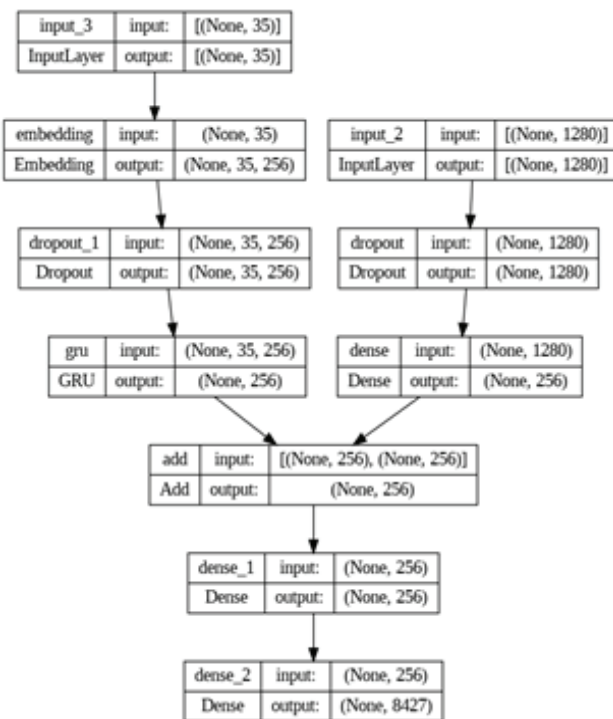 input_3 input: [(None, 35)]
InputLayer output: [(None, 35)]
embedding input: (None, 35)
Embedding output: (None, 35, 256)
input_2 input: [(None, 1280)]
InputLayer output: [(None, 1280)]
dropout_1 input: (None, 35, 256)
Dropout output: (None, 35, 256)
dropout input: (None, 1280)
Dropout output: (None, 1280)
gru input: (None, 35, 256)
GRU output: (None, 256)
dense input: (None, 1280)
Dense output: (None, 256)
add input: [(None, 256), (None, 256)]
Add output: (None, 256)
dense_1 input: (None, 256)
Dense output: (None, 256)
dense_2 input: (None, 256)
Dense output: (None, 8427)